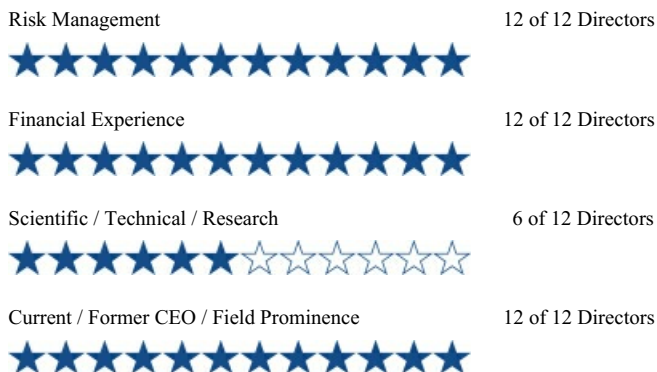 Risk Management 12 of 12 Directors
Financial Experience 12 of 12 Directors
Scientific / Technical / Research 6 of 12 Directors
Current / Former CEO / Field Prominence 12 of 12 Directors